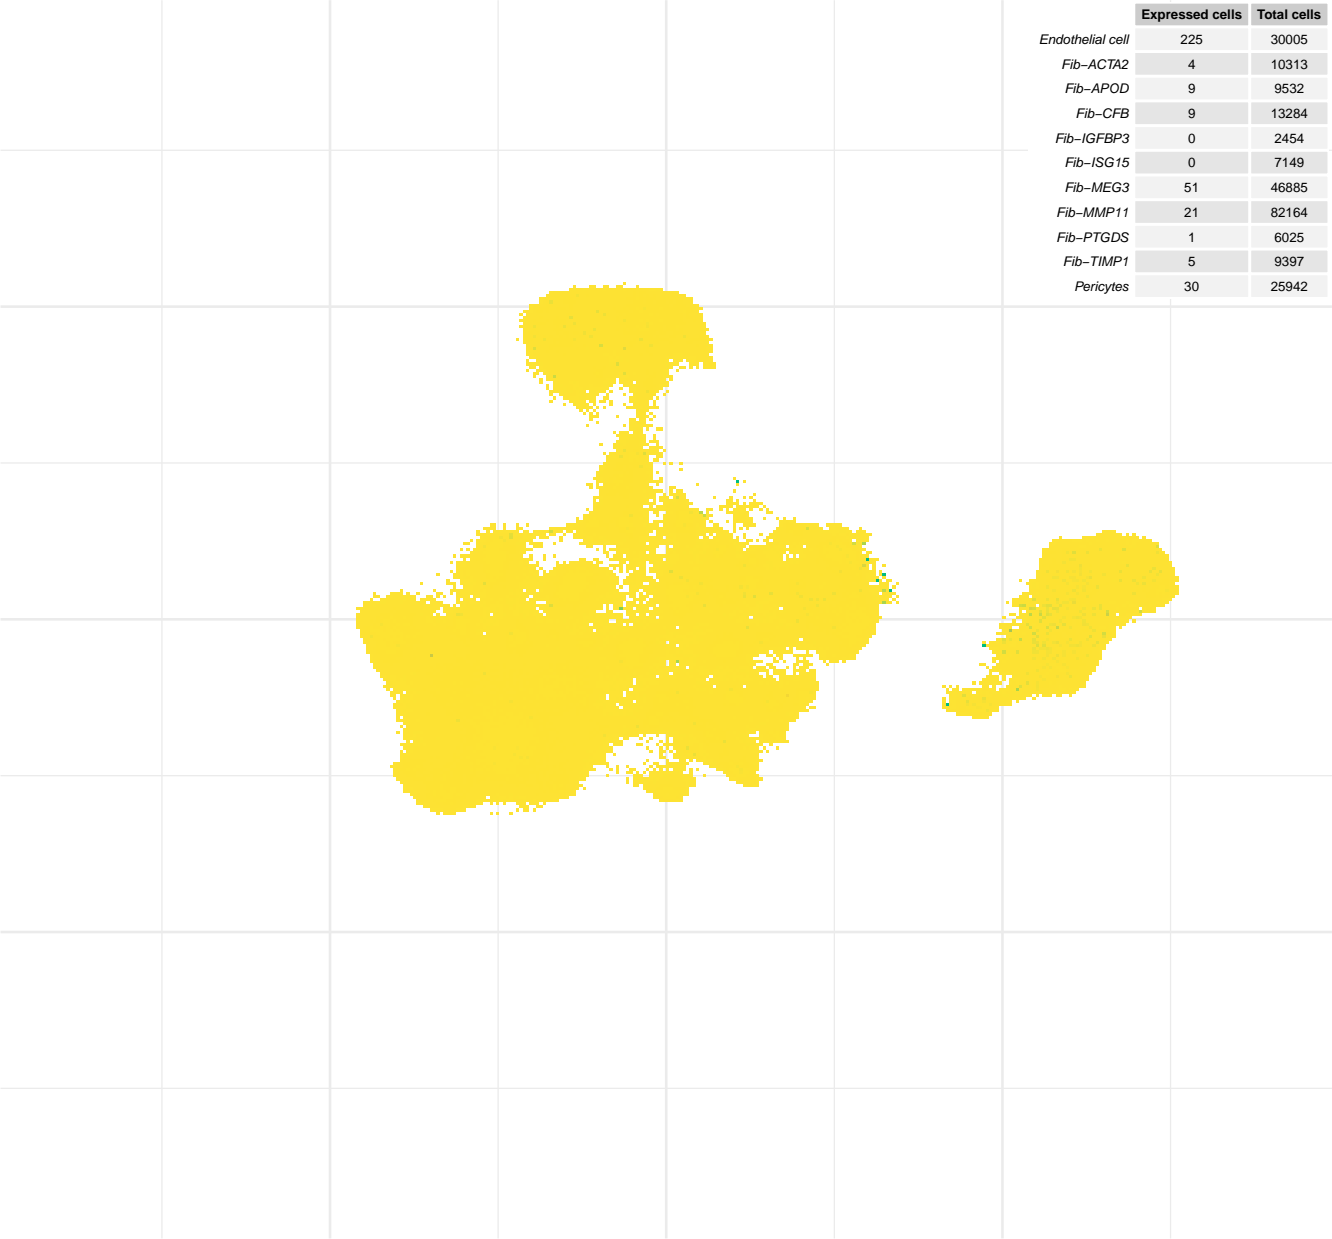 Expressed cells Total cells
Endothelial cell 225 30005
Fib−ACTA2 4 10313
Fib−APOD 9 9532
Fib−CFB 9 13284
Fib−IGFBP3 0 2454
Fib−ISG15 0 7149
Fib−MEG3 51 46885
Fib−MMP11 21 82164
Fib−PTGDS 1 6025
Fib−TIMP1 5 9397
Pericytes 30 25942